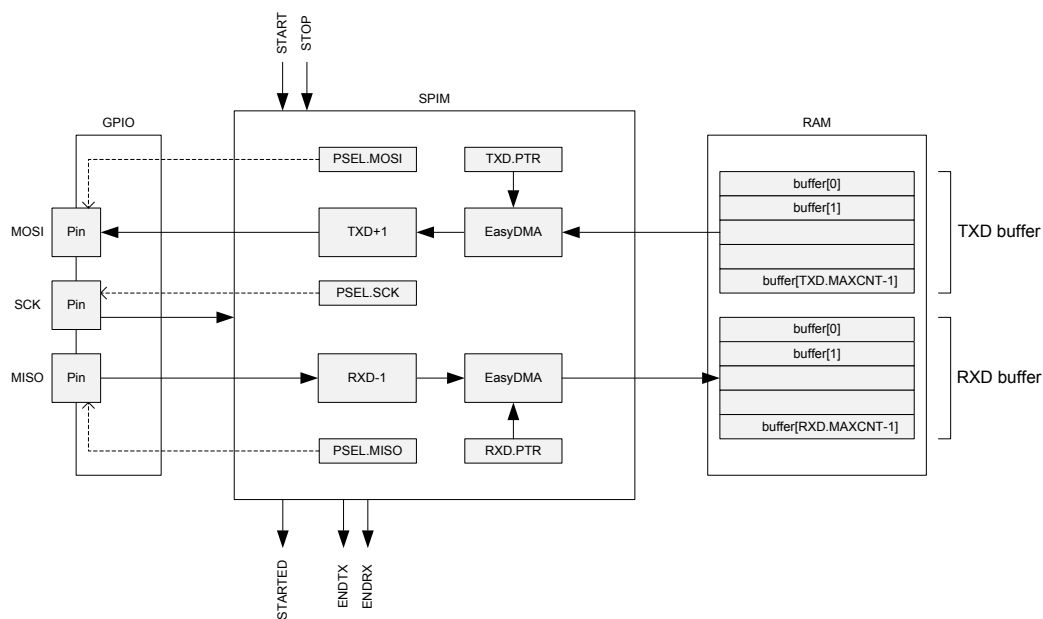 START
STOP
SPIM
GPIO
RAM
PSEL.MOSI
TXD.PTR
buffer[0]
buffer[1]
MOSI
Pin
TXD+1
EasyDMA
TXD buffer
buffer[TXD.MAXCNT-1]
SCK
Pin
PSEL.SCK
buffer[0]
buffer[1]
MISO
Pin
RXD-1
EasyDMA
RXD buffer
buffer[RXD.MAXCNT-1]
PSEL.MISO
RXD.PTR
STARTED
ENDTX
ENDRX